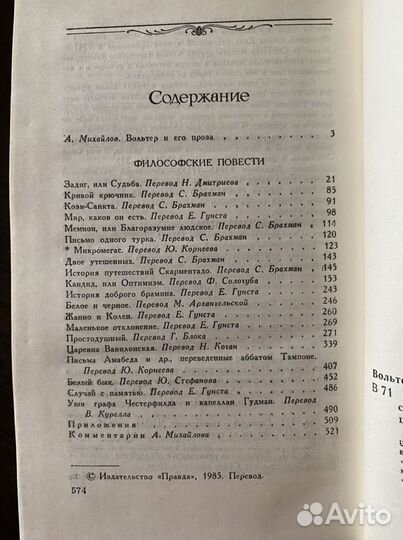 Содержание
А. Михайлов. Вольтер и его проза . . . . . . . . 3
ФИЛОСОФСКИЕ ПОВЕСТИ
Задиг, или Судьба. Перевод Н. Дмитриева . . . . . 21
Кривой крючник. Перевод С. Брахман . . . . . . 85
Кози-Санкта. Перевод С. Брахман . . . . . . . 91
Мир, каков он есть. Перевод Е. Гунста . . . . . . 98
Мемнон, или Благоразумие людское. Перевод С. Брахман . 114
Письмо одного турка. Перевод С. Брахман . . . . . 120
* Микромегас. Перевод Ю. Корнеева . . . . . . . 123
Двое утешенных. Перевод С. Брахман . . . . . . 143
История путешествий Скарментадо. Перевод С. Брахман . 145
Кандид, или Оптимизм. Перевод Ф. Сологуба . . . . 153
История доброго брамина. Перевод Е. Гунста . . . . 243
Белое и черное. Перевод М. Архангельской . . . . . 246
Жанно и Колен. Перевод Е. Гунста . . . . . . . 260
Маленькое отклонение. Перевод Е. Гунста . . . . . 269
Простодушный. Перевод Г. Блока . . . . . . . 271
Царевна Вавилонская. Перевод Н. Коган . . . . . 339
Письма Амабеда и др., переведенные аббатом Тампоне.
Перевод Ю. Корнеева . . . . . . . . . . . 407
Белый бык. Перевод Ю. Стефанова . . . . . . . 452
Случай с памятью. Перевод Е. Гунста . . . . . . 486
Уши графа Честерфилда и капеллан Гудман. Перевод
В. Курелла . . . . . . . . . . . . . . 490
Приложения . . . . . . . . . . . . . . 509
Комментарии А. Михайлова . . . . . . . . . 521
© Издательство «Правда», 1985. Перевод.
574
Вольте
В 71
Avito